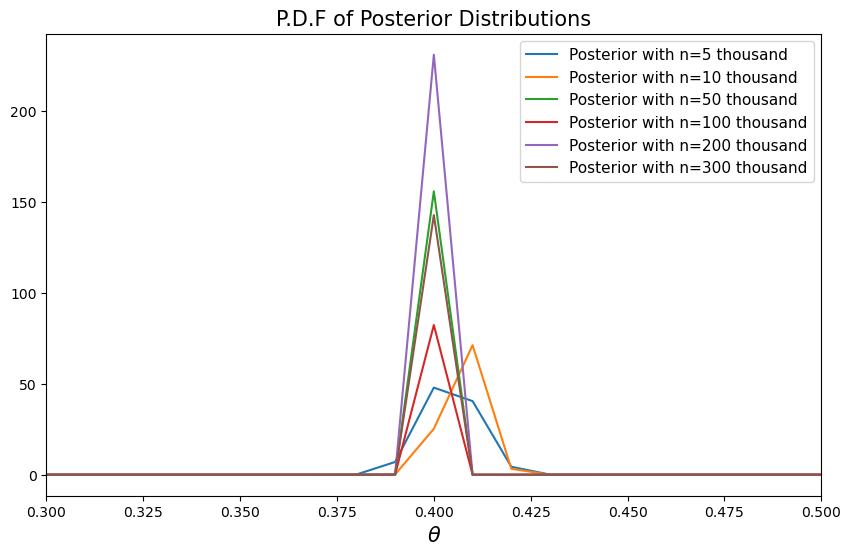 P.D.F of Posterior Distributions
Posterior with n=5 thousand
Posterior with n=10 thousand
Posterior with n=50 thousand
Posterior with n=100 thousand
Posterior with n=200 thousand
Posterior with n=300 thousand
200
150
100
50
0
0.300 0.325 0.350 0.375 0.400 0.425 0.450 0.475 0.500
θ